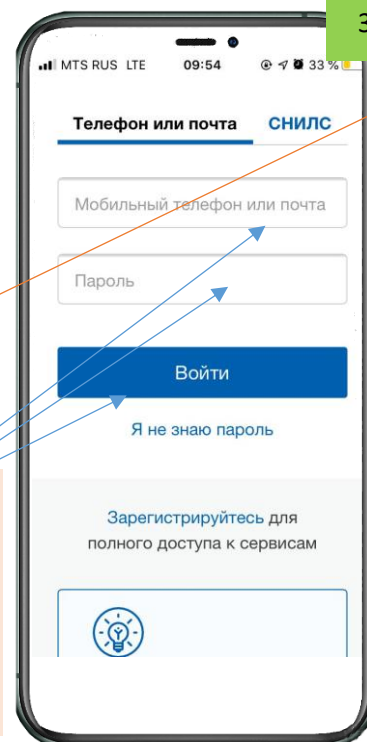 3
MTS RUS LTE 09:54 33 %
Телефон или почта СНИЛС
Мобильный телефон или почта
Пароль
Войти
Я не знаю пароль
Зарегистрируйтесь для
полного доступа к сервисам